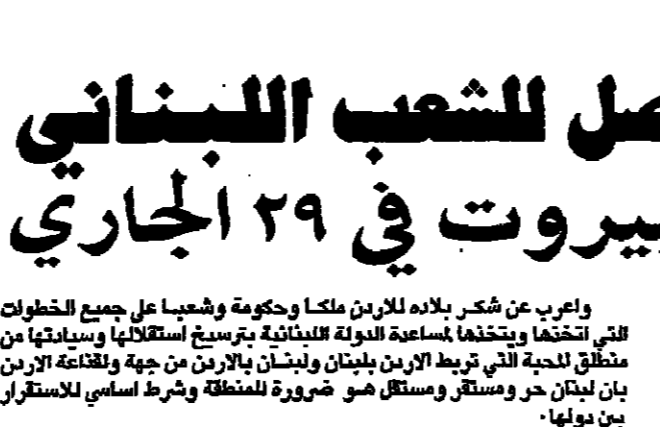 صل للشعب اللبناني
بيروت في ٢٩ الجاري
واعرب عن شكر بلاده للاردن ملكا وحكومة وشعبا على جميع الخطوات
التي اتخذها ويتخذها لمساعدة الدولة اللبنانية بترسيخ استقلالها وسيادتها من
منطلق المحبة التي تربط الاردن بلبنان ولبنان بالاردن من جهة ولقناعة الاردن
بان لبنان حر ومستقر ومستقل هو ضرورة للمنطقة وشرط اساسي للاستقرار
بين دولها.